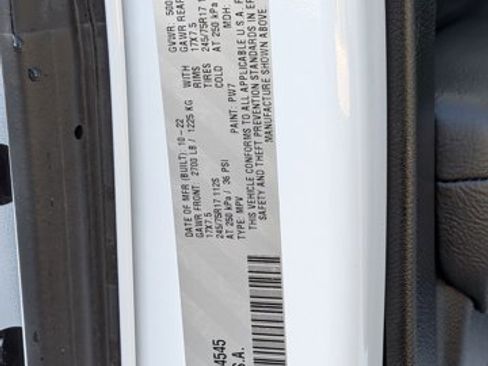 DATE OF MFR (BUILT) 10-22 GVWR: 500
GAWR FRONT: 2700 LB / 1225 KG WITH GAWR REAR
17X7.5 RIMS 17X7.5
245/75R17 112S TIRES 245/75R17 11
AT 250 kPa / 36 PSI COLD AT 250 kPa
TYPE: MPV PAINT: PW7 MDH:
THIS VEHICLE CONFORMS TO ALL APPLICABLE U.S.A. F
SAFETY AND THEFT PREVENTION STANDARDS IN EF
MANUFACTURE SHOWN ABOVE
4545
S.A.